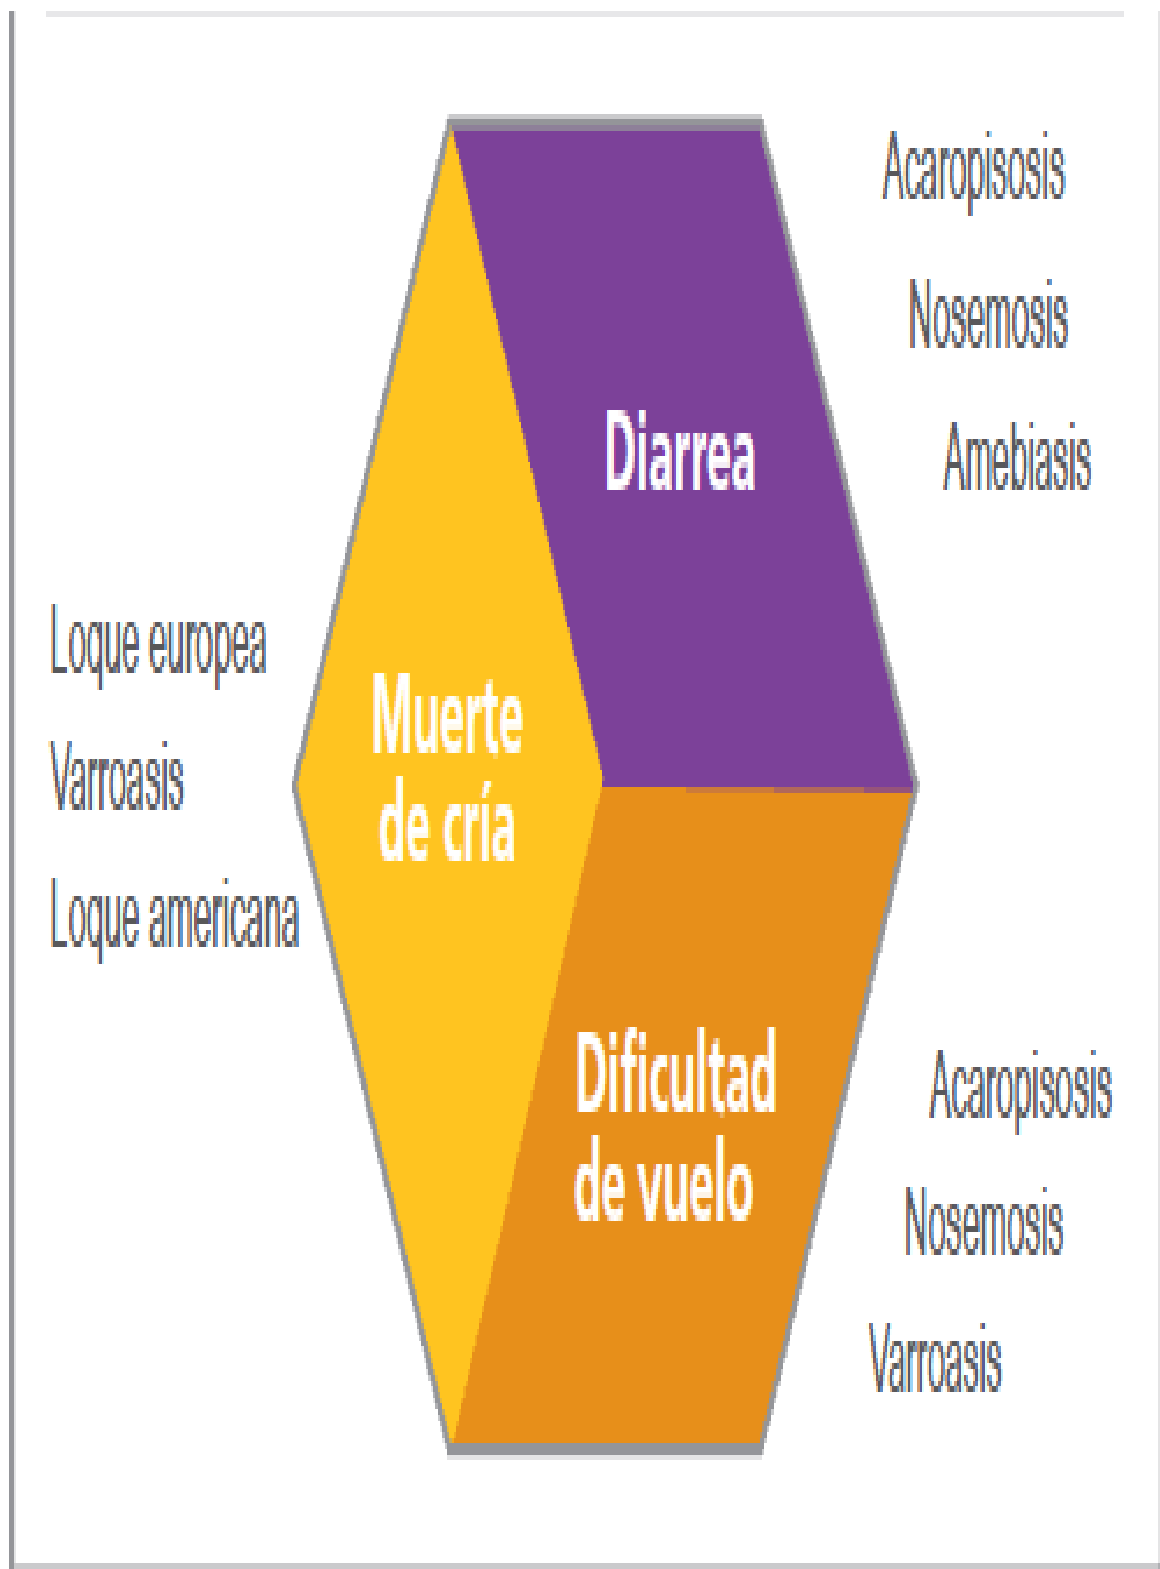 Acaropisosis
Nosemosis
Diarrea
Amebiasis
Loque europea
Varroasis
Loque americana
Muerte
de cría
Dificultad
de vuelo
Acaropisosis
Nosemosis
Varroasis